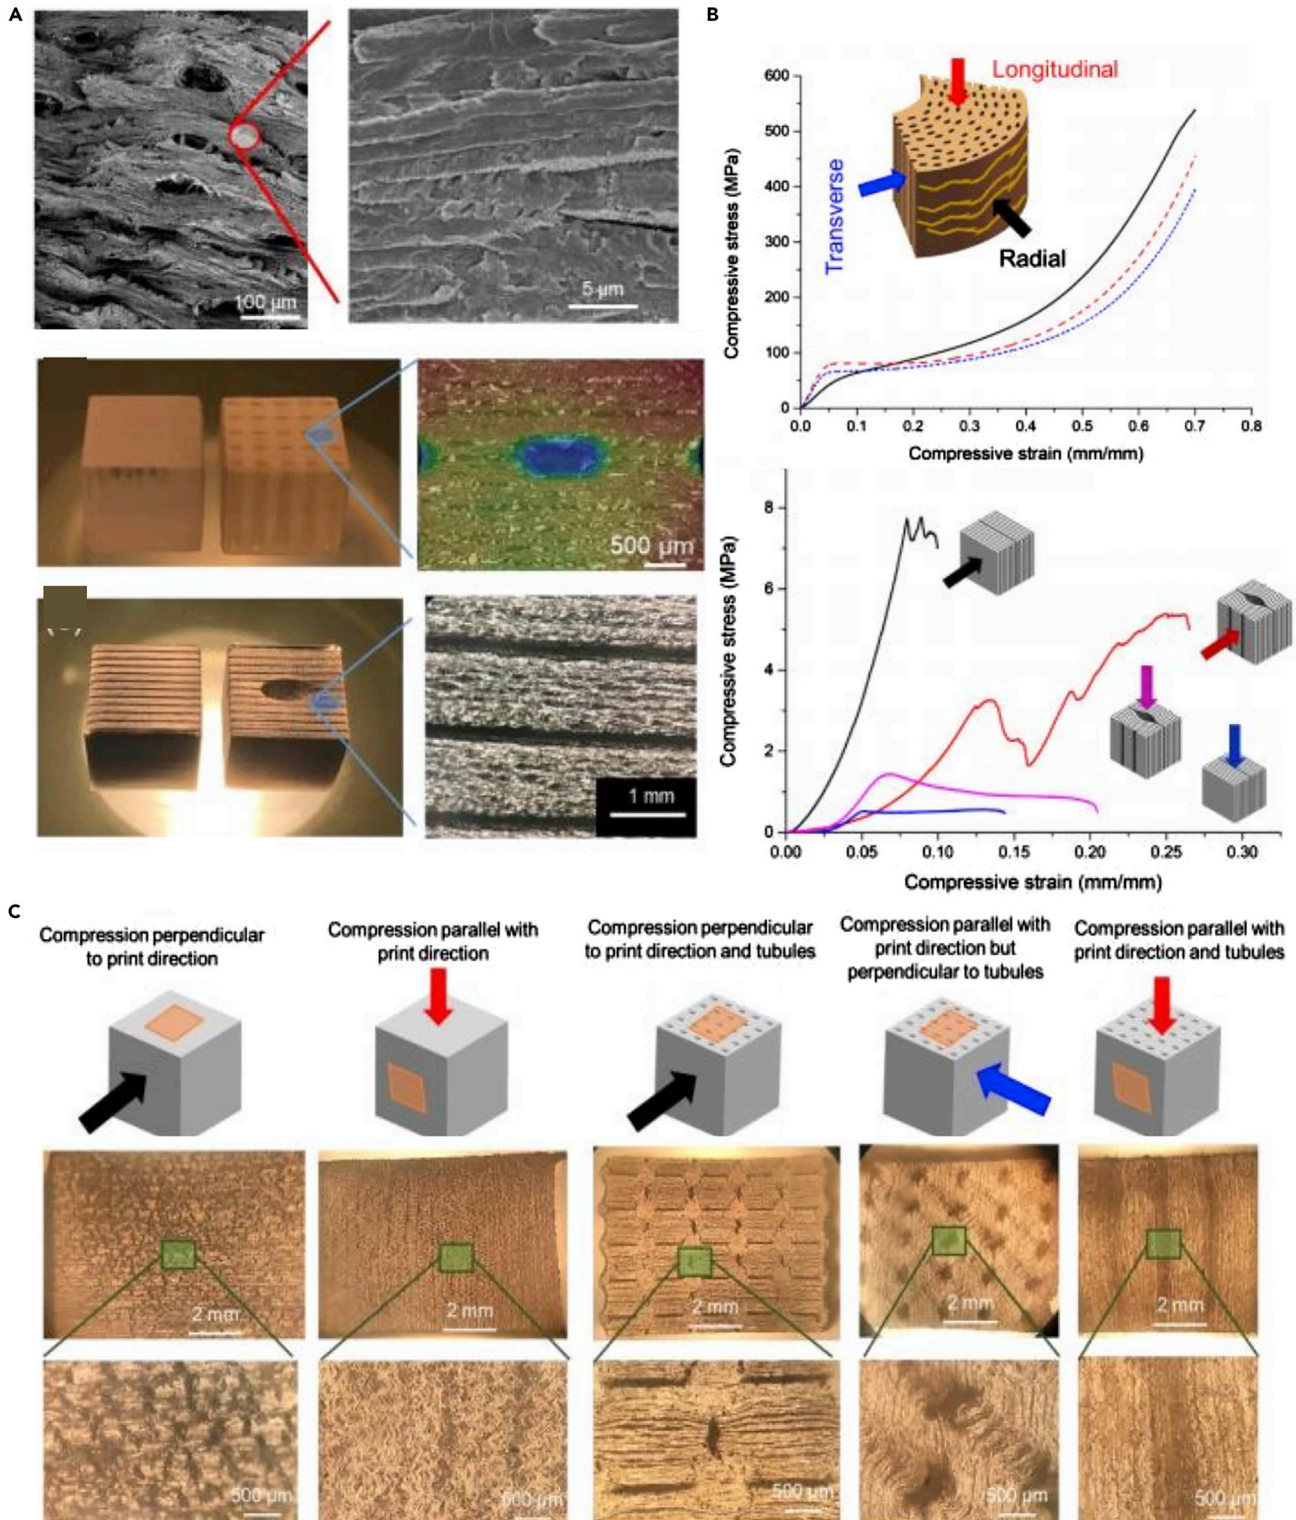 A
100 µm
5 µm
500 µm
1 mm
B
600
500
400
300
200
100
0
Compressive stress (MPa)
Longitudinal
Transverse
Radial
0.0 0.1 0.2 0.3 0.4 0.5 0.6 0.7 0.8
Compressive strain (mm/mm)
8
6
4
2
0
Compressive stress (MPa)
0.00 0.05 0.10 0.15 0.20 0.25 0.30
Compressive strain (mm/mm)
C
Compression perpendicular
to print direction
Compression parallel with
print direction
Compression perpendicular
to print direction and tubules
Compression parallel with
print direction but
perpendicular to tubules
Compression parallel with
print direction and tubules
2 mm
2 mm
2 mm
2 mm
2 mm
500 µm
500 µm
500 µm
500 µm
500 µm